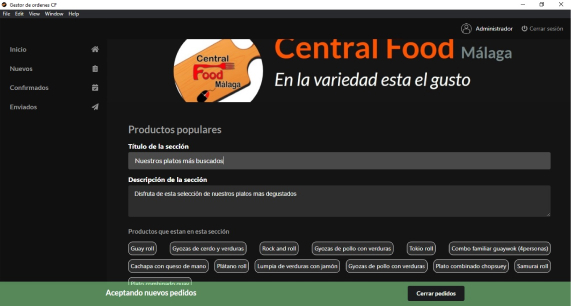 Gestor de ordenes CF
File Edit View Window Help
Administrador
Cerrar sesión
Inicio
Nuevos
Confirmados
Enviados
Central
Food
Málaga
Central Food Málaga
En la variedad esta el gusto
Productos populares
Título de la sección
Nuestros platos más buscados
Descripción de la sección
Disfruta de esta selección de nuestros platos mas degustados
Productos que estan en esta sección
Guay roll
Gyozas de cerdo y verduras
Rock and roll
Gyozas de pollo con verduras
Tokio roll
Combo familiar guaywok (4personas)
Cachapa con queso de mano
Plátano roll
Lumpia de verduras con jamón
Gyozas de pollo con verduras
Plato combinado chopsuey
Samurai roll
Plato combinado guay
Aceptando nuevos pedidos
Cerrar pedidos